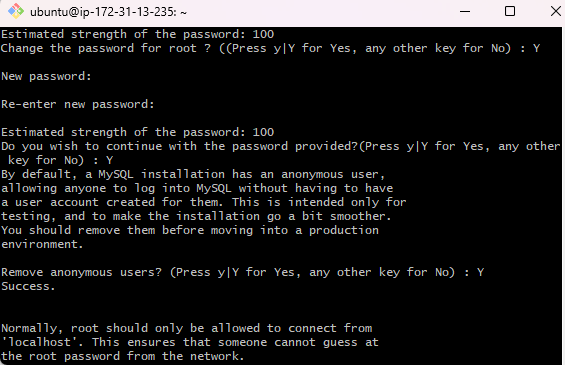 ubuntu@ip-172-31-13-235: ~
Estimated strength of the password: 100
Change the password for root ? ((Press y|Y for Yes, any other key for No) : Y
New password:
Re-enter new password:
Estimated strength of the password: 100
Do you wish to continue with the password provided?(Press y|Y for Yes, any other
key for No) : Y
By default, a MySQL installation has an anonymous user,
allowing anyone to log into MySQL without having to have
a user account created for them. This is intended only for
testing, and to make the installation go a bit smoother.
You should remove them before moving into a production
environment.
Remove anonymous users? (Press y|Y for Yes, any other key for No) : Y
Success.
Normally, root should only be allowed to connect from
'localhost'. This ensures that someone cannot guess at
the root password from the network.